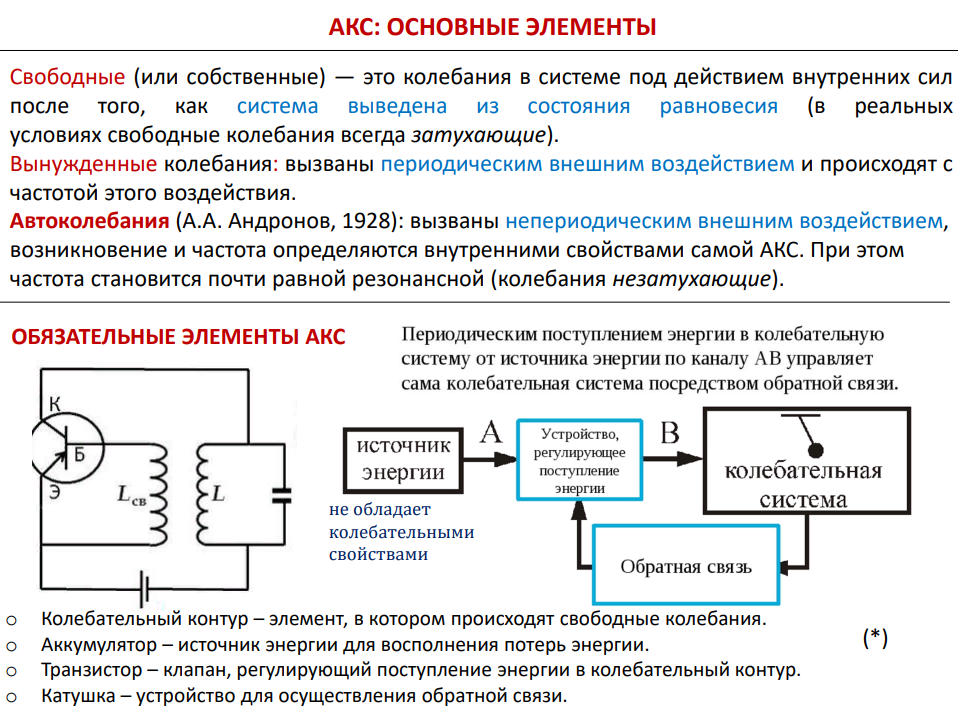 АКС: ОСНОВНЫЕ ЭЛЕМЕНТЫ
Свободные (или собственные) — это колебания в системе под действием внутренних сил
после того, как система выведена из состояния равновесия (в реальных
условиях свободные колебания всегда затухающие).
Вынужденные колебания: вызваны периодическим внешним воздействием и происходят с
частотой этого воздействия.
Автоколебания (А.А. Андронов, 1928): вызваны непериодическим внешним воздействием,
возникновение и частота определяются внутренними свойствами самой АКС. При этом
частота становится почти равной резонансной (колебания незатухающие).
ОБЯЗАТЕЛЬНЫЕ ЭЛЕМЕНТЫ АКС
К
Б
Э
Lсв
L
Периодическим поступлением энергии в колебательную
систему от источника энергии по каналу АВ управляет
сама колебательная система посредством обратной связи.
источник
энергии
А
Устройство,
регулирующее
поступление
энергии
В
колебательная
система
не обладает
колебательными
свойствами
Обратная связь
o Колебательный контур – элемент, в котором происходят свободные колебания.
o Аккумулятор – источник энергии для восполнения потерь энергии.
o Транзистор – клапан, регулирующий поступление энергии в колебательный контур.
o Катушка – устройство для осуществления обратной связи.
(*)